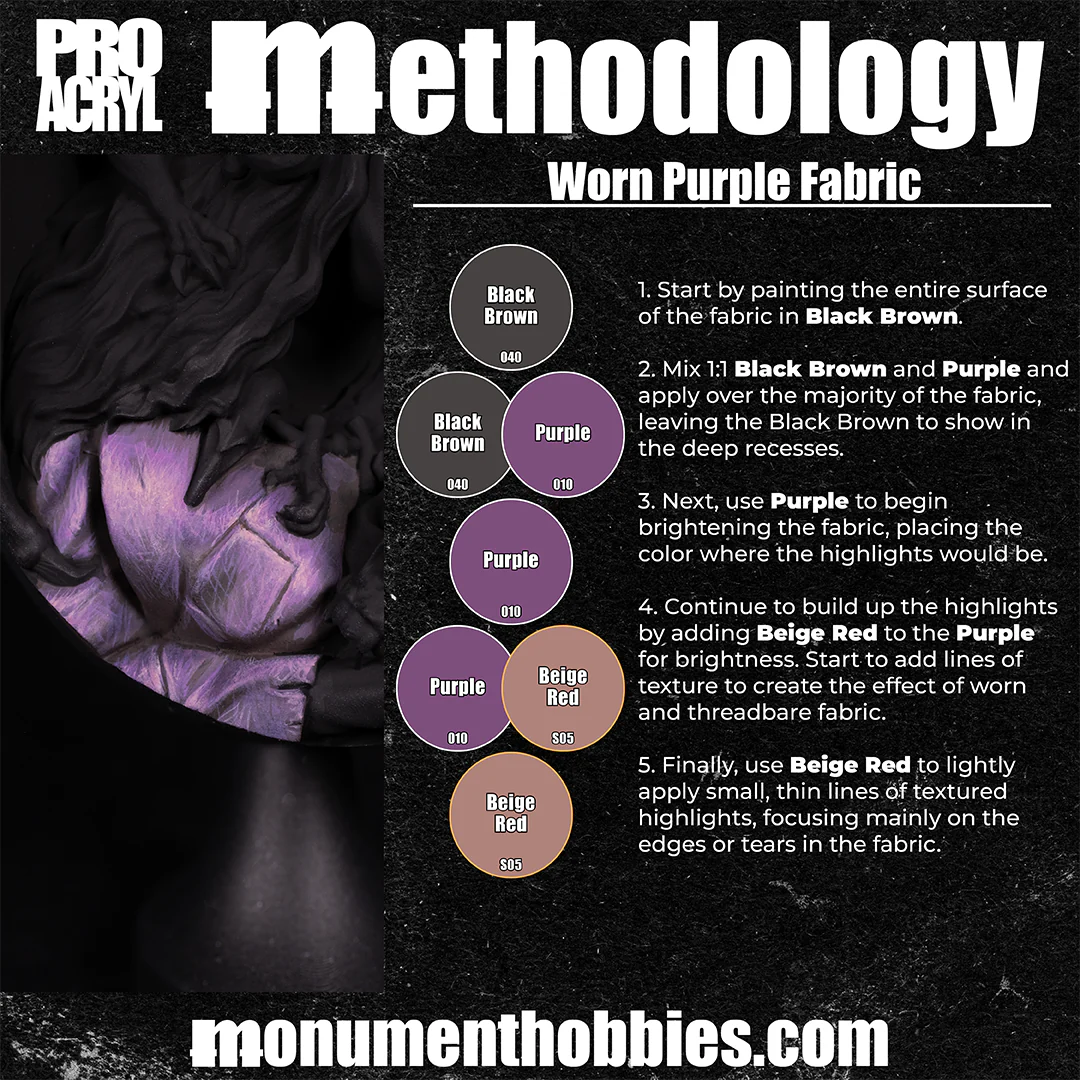 PRO
ACRYL
methodology
Worn Purple Fabric
Black
Brown
040
Black
Brown
040
Purple
010
Purple
010
Purple
010
Beige
Red
S05
Beige
Red
S05
1. Start by painting the entire surface
of the fabric in Black Brown.
2. Mix 1:1 Black Brown and Purple and
apply over the majority of the fabric,
leaving the Black Brown to show in
the deep recesses.
3. Next, use Purple to begin
brightening the fabric, placing the
color where the highlights would be.
4. Continue to build up the highlights
by adding Beige Red to the Purple
for brightness. Start to add lines of
texture to create the effect of worn
and threadbare fabric.
5. Finally, use Beige Red to lightly
apply small, thin lines of textured
highlights, focusing mainly on the
edges or tears in the fabric.
monumenthobbies.com